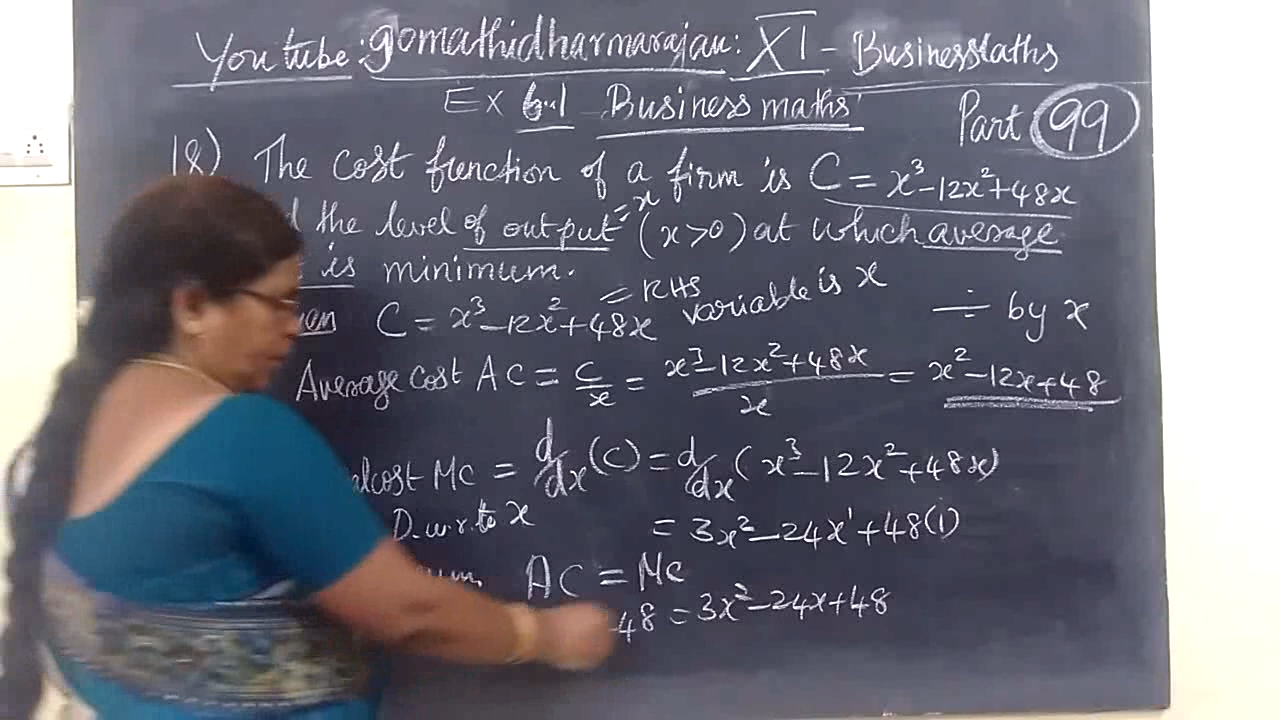 Youtube: gomathidharmarajan: XI - Business Maths
Ex 6.1 Business maths
Part 99
18) The cost function of a firm is C = x³-12x²+48x
the level of output = x (x>0) at which average
is minimum.
C = x³-12x²+48x = RHS variable is x
÷ by x
Average cost AC = C/x = x³-12x²+48x / x = x²-12x+48
MC = d/dx (C) = d/dx (x³-12x²+48x)
D.w.r.to x = 3x²-24x¹+48(1)
AC = MC
48 = 3x²-24x+48